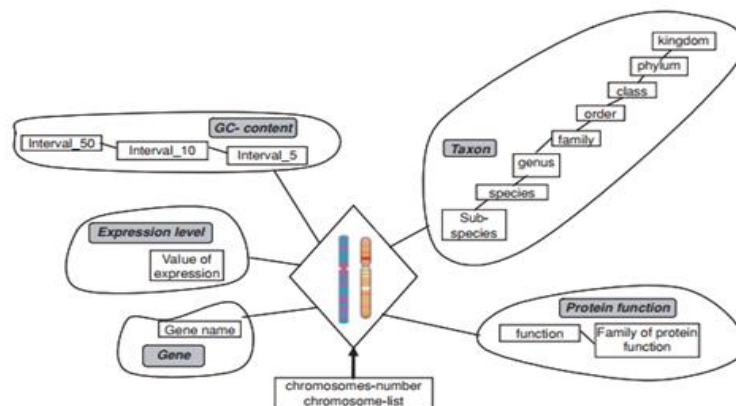 kingdom
phylum
class
order
family
genus
species
Sub-
species
Taxon
GC- content
Interval_50
Interval_10
Interval_5
Expression level
Value of
expression
Gene name
Gene
Protein function
function
Family of protein
function
chromosomes-number
chromosome-list